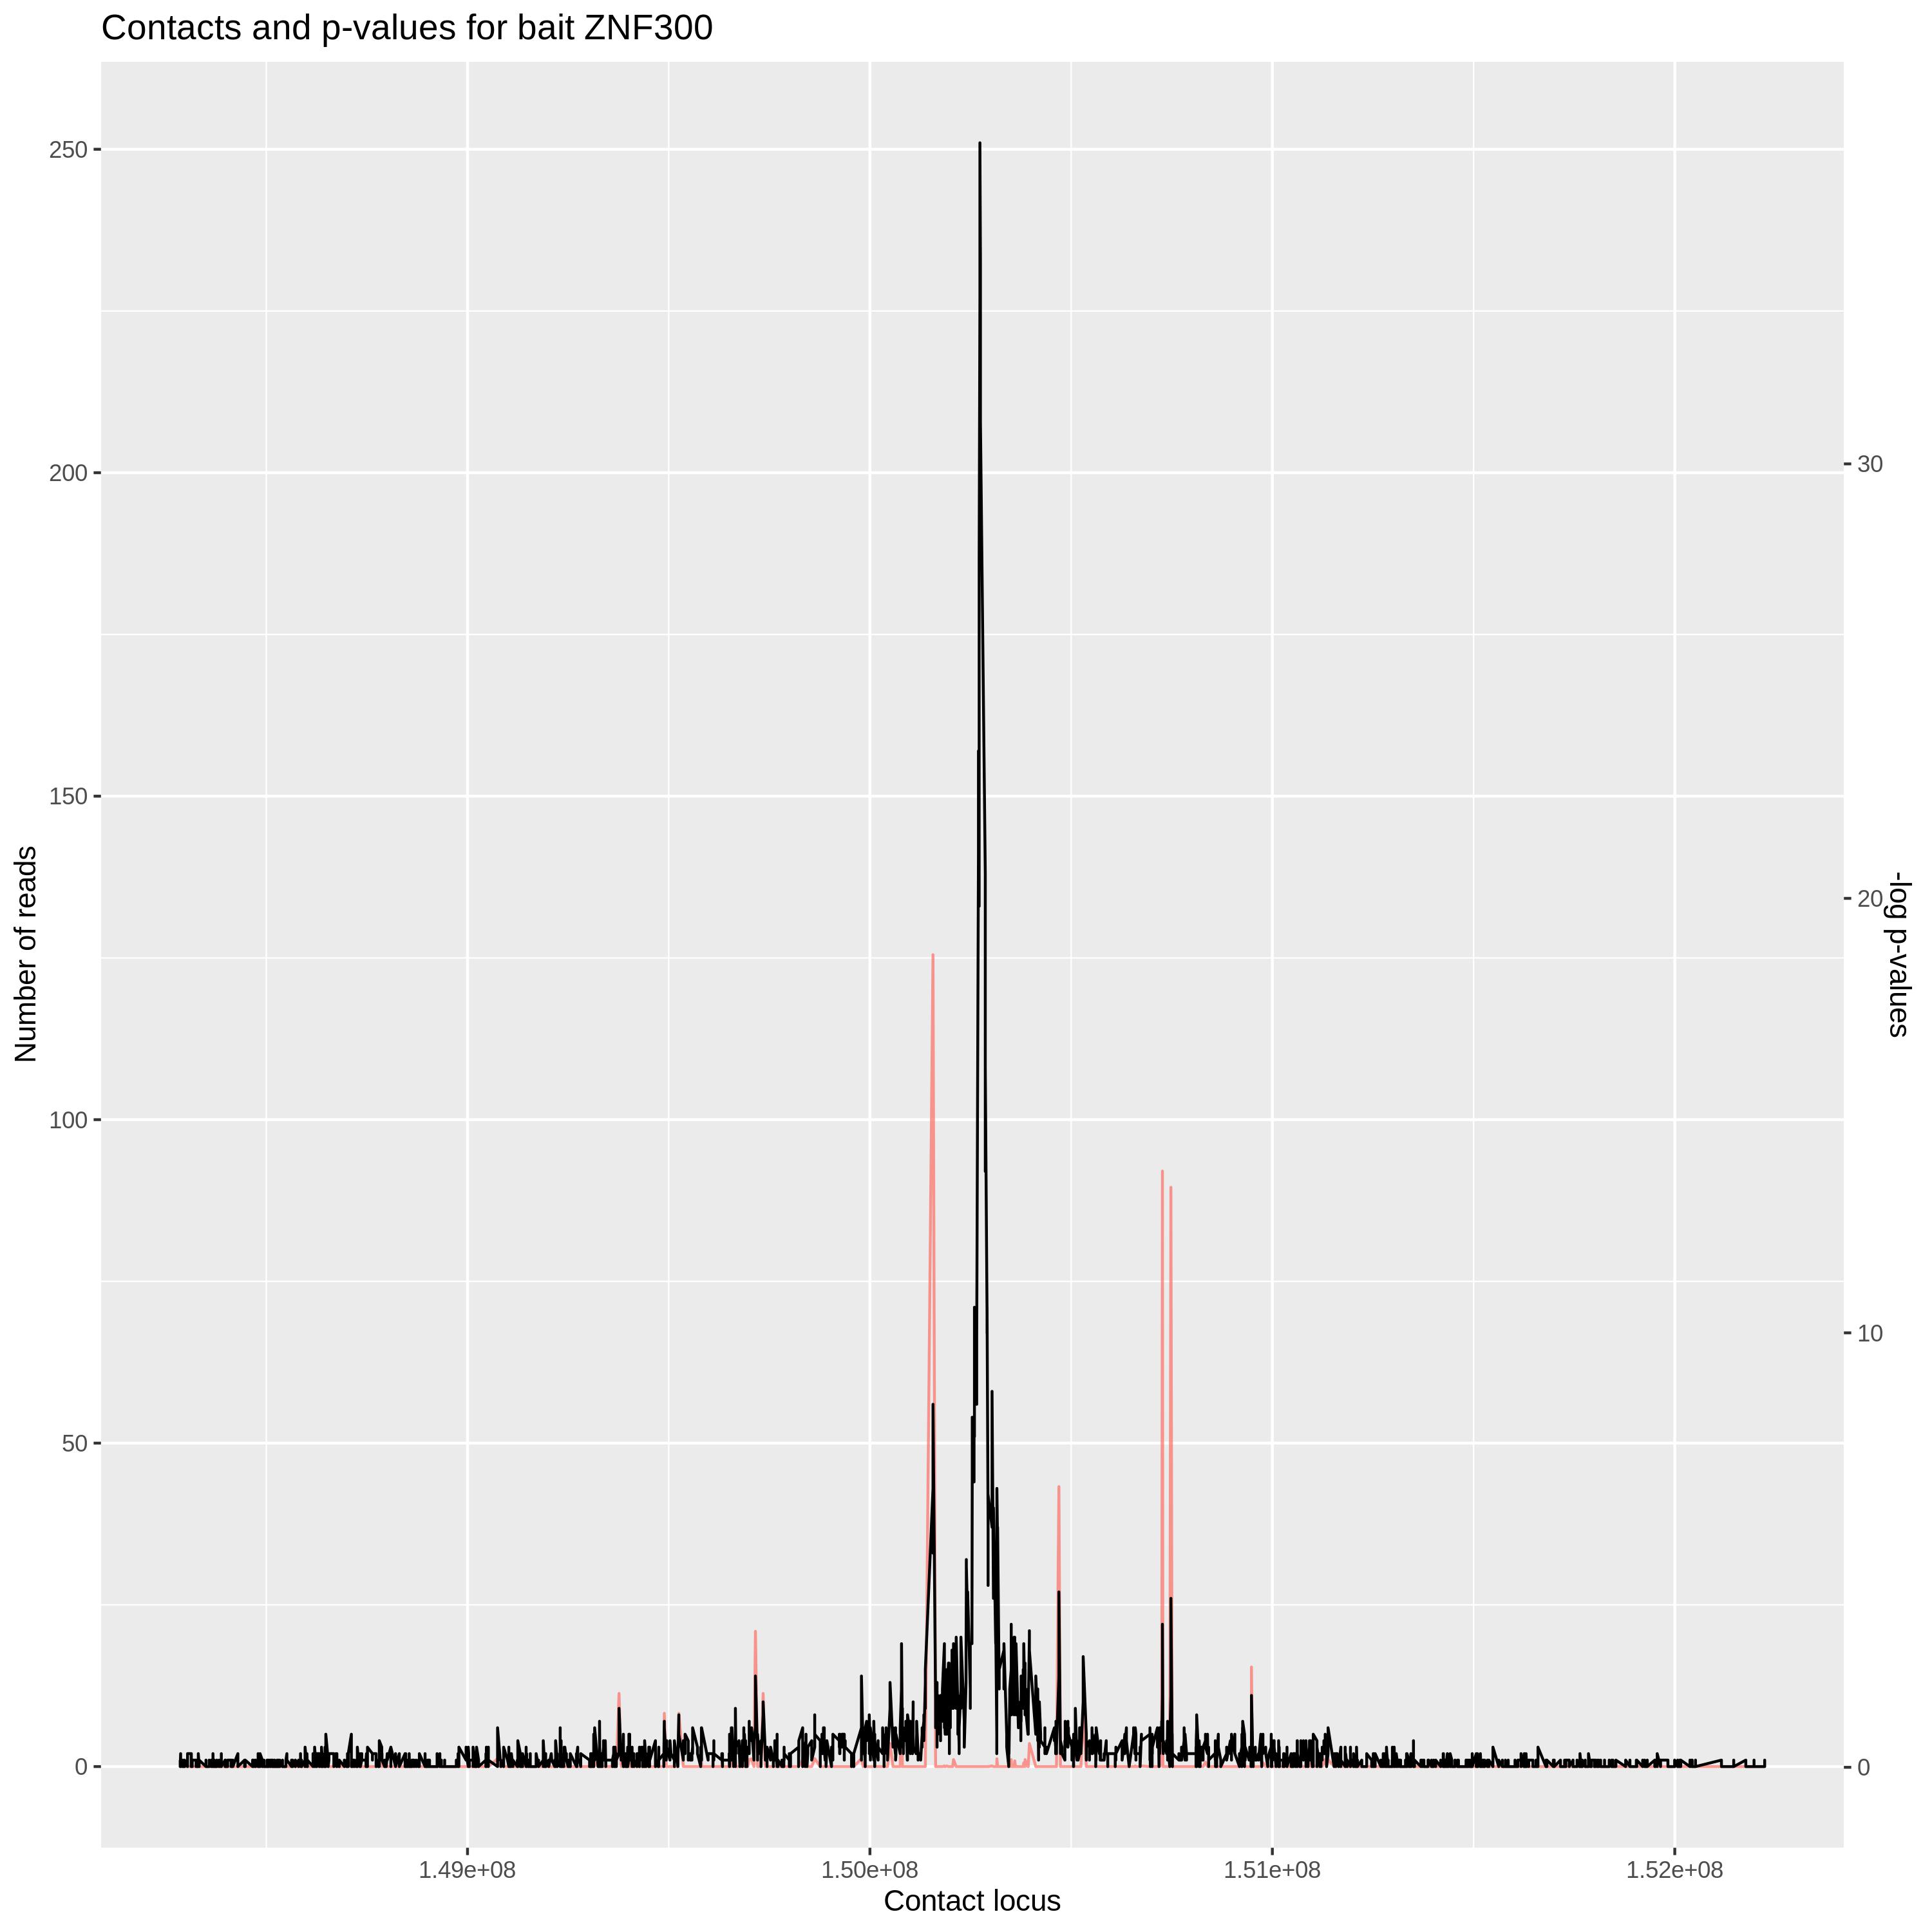 Contacts and p-values for bait ZNF300
250
200
150
100
50
0
Number of reads
30
20
10
0
-log p-values
1.49e+08
1.50e+08
1.51e+08
1.52e+08
Contact locus